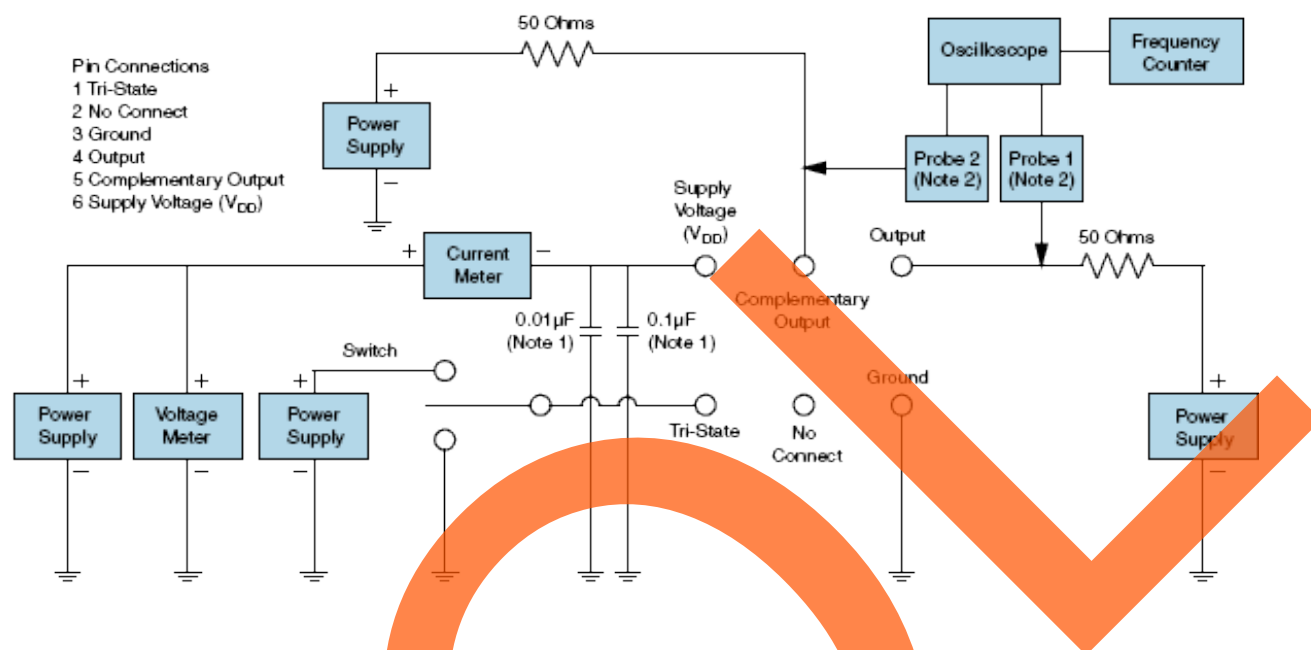 50 Ohms
Pin Connections
1 Tri-State
2 No Connect
3 Ground
4 Output
5 Complementary Output
6 Supply Voltage (VDD)
+
Power
Supply
−
Oscilloscope
Frequency
Counter
Probe 2
(Note 2)
Probe 1
(Note 2)
Supply
Voltage
(VDD)
Output
50 Ohms
+
Current
Meter
−
Complementary
Output
0.01µF
(Note 1)
0.1µF
(Note 1)
Switch
+
Power
Supply
−
+
Voltage
Meter
−
+
Power
Supply
−
Tri-State
No
Connect
Ground
+
Power
Supply
−